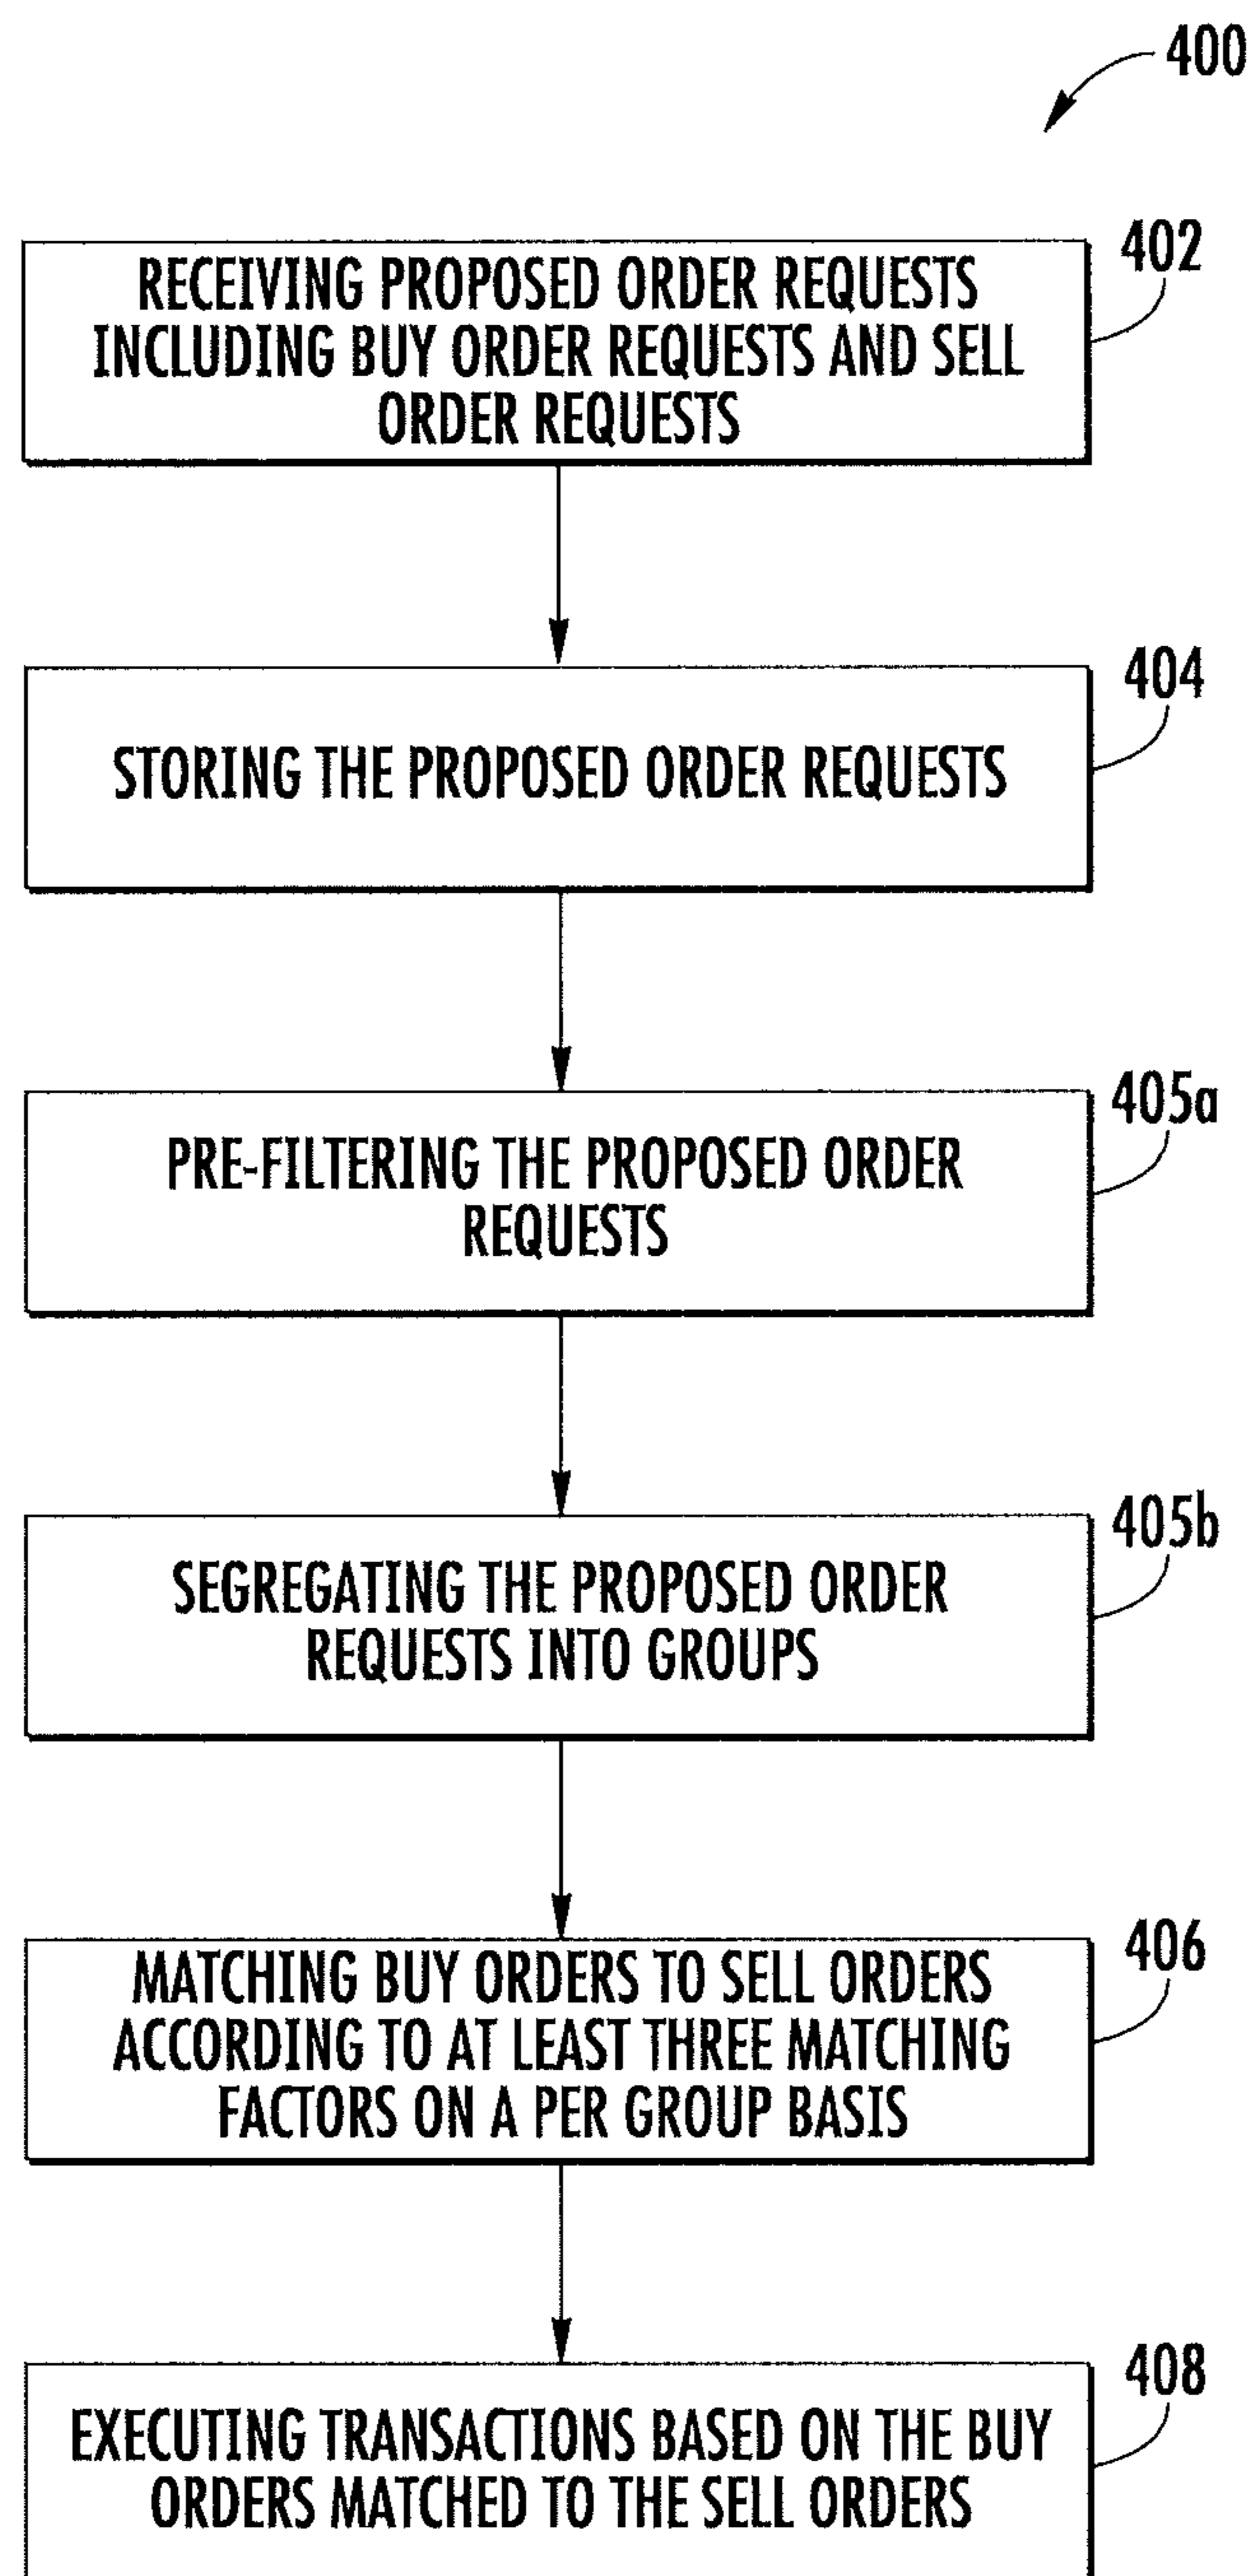 400
402
RECEIVING PROPOSED ORDER REQUESTS
INCLUDING BUY ORDER REQUESTS AND SELL
ORDER REQUESTS
404
STORING THE PROPOSED ORDER REQUESTS
405a
PRE-FILTERING THE PROPOSED ORDER
REQUESTS
405b
SEGREGATING THE PROPOSED ORDER
REQUESTS INTO GROUPS
406
MATCHING BUY ORDERS TO SELL ORDERS
ACCORDING TO AT LEAST THREE MATCHING
FACTORS ON A PER GROUP BASIS
408
EXECUTING TRANSACTIONS BASED ON THE BUY
ORDERS MATCHED TO THE SELL ORDERS